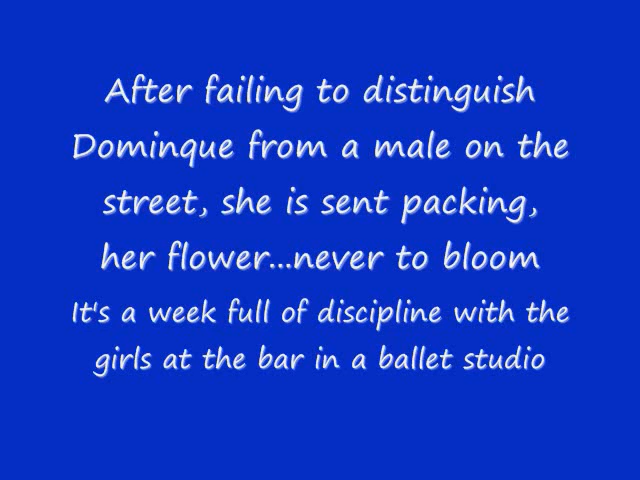 After failing to distinguish
Dominque from a male on the
street, she is sent packing,
her flower...never to bloom
It's a week full of discipline with the
girls at the bar in a ballet studio